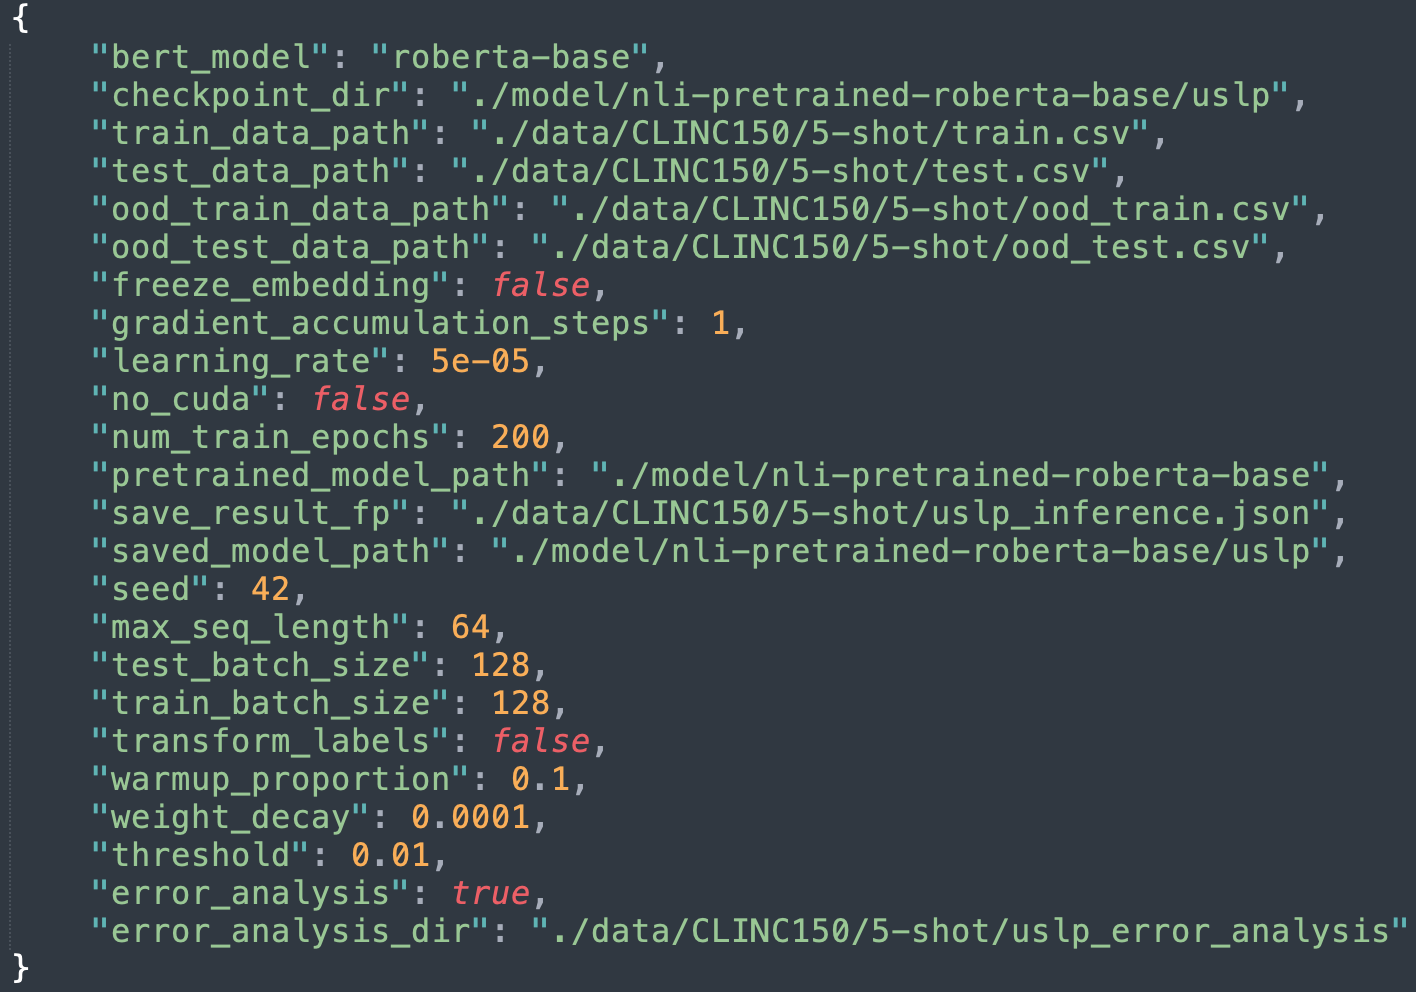 {
    "bert_model": "roberta-base",
    "checkpoint_dir": "./model/nli-pretrained-roberta-base/uslp",
    "train_data_path": "./data/CLINC150/5-shot/train.csv",
    "test_data_path": "./data/CLINC150/5-shot/test.csv",
    "ood_train_data_path": "./data/CLINC150/5-shot/ood_train.csv",
    "ood_test_data_path": "./data/CLINC150/5-shot/ood_test.csv",
    "freeze_embedding": false,
    "gradient_accumulation_steps": 1,
    "learning_rate": 5e-05,
    "no_cuda": false,
    "num_train_epochs": 200,
    "pretrained_model_path": "./model/nli-pretrained-roberta-base",
    "save_result_fp": "./data/CLINC150/5-shot/uslp_inference.json",
    "saved_model_path": "./model/nli-pretrained-roberta-base/uslp",
    "seed": 42,
    "max_seq_length": 64,
    "test_batch_size": 128,
    "train_batch_size": 128,
    "transform_labels": false,
    "warmup_proportion": 0.1,
    "weight_decay": 0.0001,
    "threshold": 0.01,
    "error_analysis": true,
    "error_analysis_dir": "./data/CLINC150/5-shot/uslp_error_analysis"
}